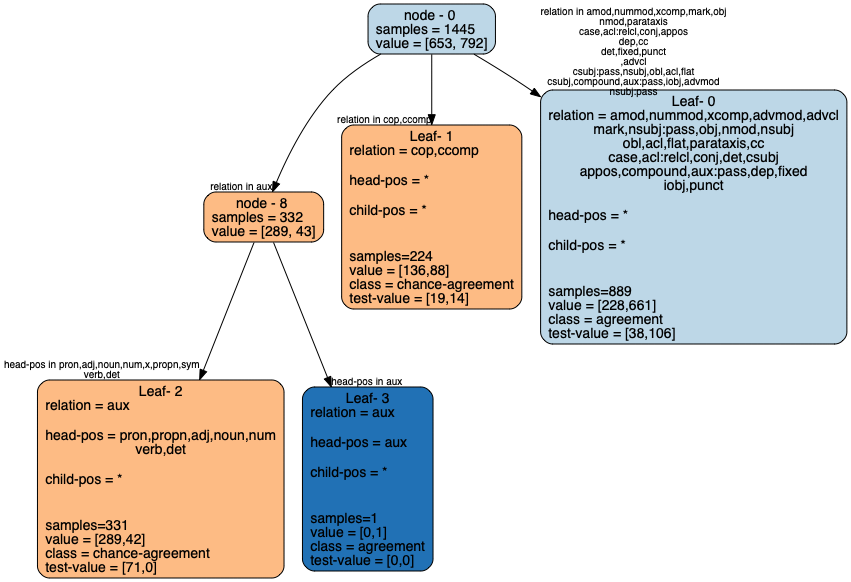 node - 0
samples = 1445
value = [653, 792]
relation in amod,nummod,xcomp,mark,obj
nmod,parataxis
case,acl:relcl,conj,appos
dep,cc
det,fixed,punct
,advcl
csubj:pass,nsubj,obl,acl,flat
csubj,compound,aux:pass,iobj,advmod
nsubj:pass
Leaf- 0
relation = amod,nummod,xcomp,advmod,advcl
mark,nsubj:pass,obj,nmod,nsubj
obl,acl,flat,parataxis,cc
case,acl:relcl,conj,det,csubj
appos,compound,aux:pass,dep,fixed
iobj,punct
head-pos = *
child-pos = *
samples=889
value = [228,661]
class = agreement
test-value = [38,106]
relation in cop,ccomp
Leaf- 1
relation = cop,ccomp
head-pos = *
child-pos = *
samples=224
value = [136,88]
class = chance-agreement
test-value = [19,14]
relation in aux
node - 8
samples = 332
value = [289, 43]
head-pos in pron,adj,noun,num,x,propn,sym
verb,det
Leaf- 2
relation = aux
head-pos = pron,propn,adj,noun,num
verb,det
child-pos = *
samples=331
value = [289,42]
class = chance-agreement
test-value = [71,0]
head-pos in aux
Leaf- 3
relation = aux
head-pos = aux
child-pos = *
samples=1
value = [0,1]
class = agreement
test-value = [0,0]